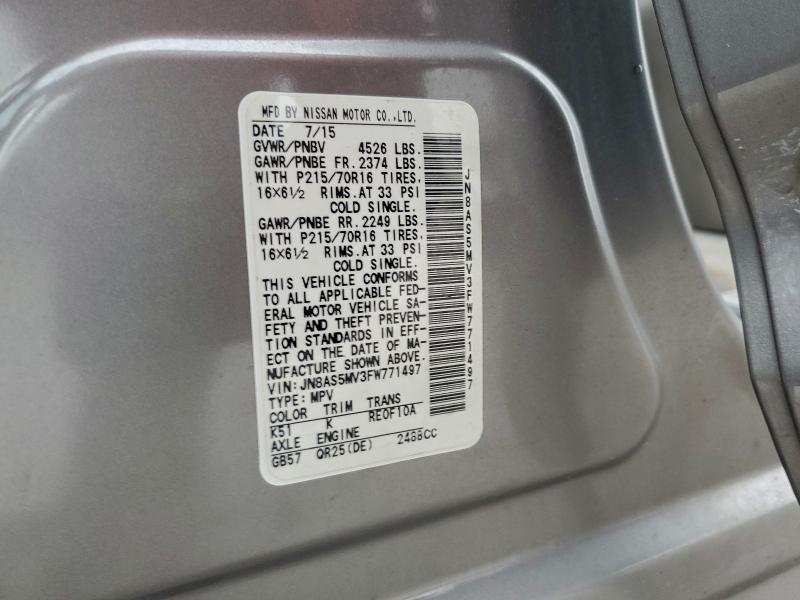 MFD BY NISSAN MOTOR CO.,LTD.
DATE 7/15
GVWR/PNBV 4526 LBS.
GAWR/PNBE FR. 2374 LBS.
WITH P215/70R16 TIRES.
16X6½ RIMS. AT 33 PSI
COLD SINGLE.
GAWR/PNBE RR. 2249 LBS.
WITH P215/70R16 TIRES.
16X6½ RIMS. AT 33 PSI
COLD SINGLE.
THIS VEHICLE CONFORMS
TO ALL APPLICABLE FED-
ERAL MOTOR VEHICLE SA-
FETY AND THEFT PREVEN-
TION STANDARDS IN EFF-
ECT ON THE DATE OF MA-
NUFACTURE SHOWN ABOVE.
VIN: JN8AS5MV3FW771497
TYPE: MPV
COLOR TRIM TRANS
K51 K RE0F10A
AXLE ENGINE
GB57 QR25(DE) 2488CC
JN8AS5MV3FW771497